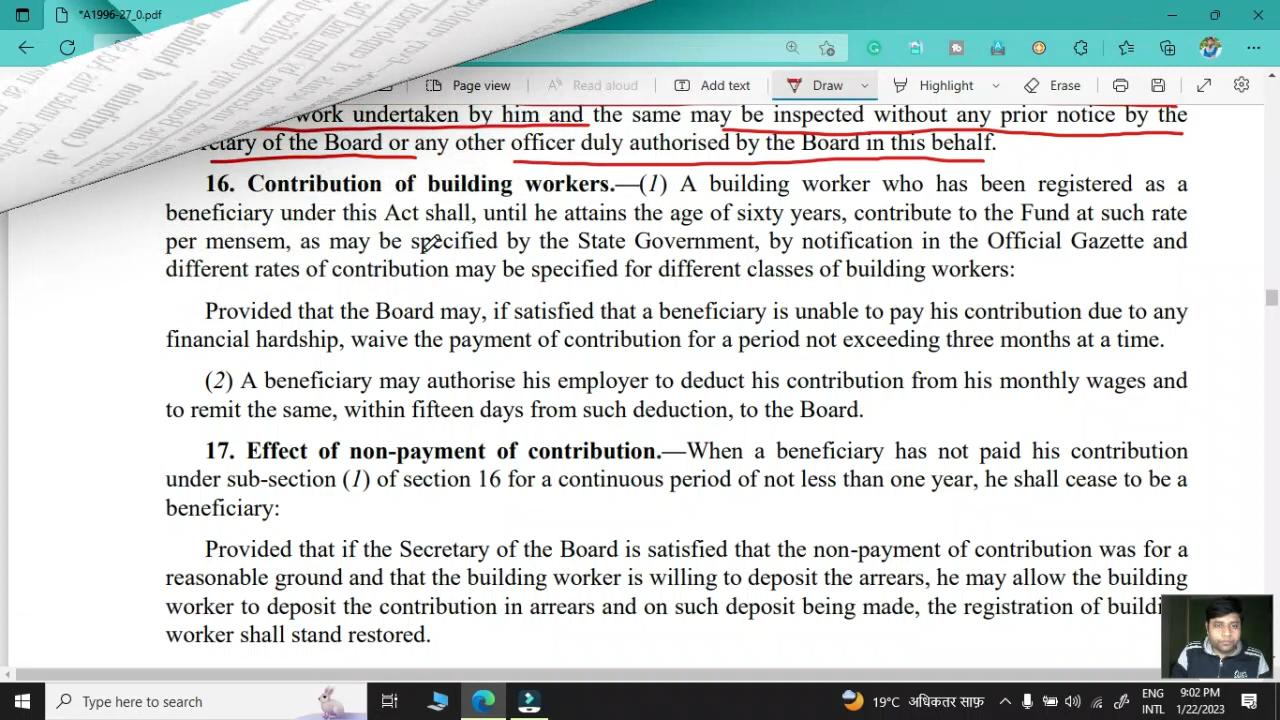 *A1996-27_0.pdf
Page view
Read aloud
Add text
Draw
Highlight
Erase
work undertaken by him and the same may be inspected without any prior notice by the
of the Board or any other officer duly authorised by the Board in this behalf.
16. Contribution of building workers.—(1) A building worker who has been registered as a
beneficiary under this Act shall, until he attains the age of sixty years, contribute to the Fund at such rate
per mensem, as may be specified by the State Government, by notification in the Official Gazette and
different rates of contribution may be specified for different classes of building workers:
Provided that the Board may, if satisfied that a beneficiary is unable to pay his contribution due to any
financial hardship, waive the payment of contribution for a period not exceeding three months at a time.
(2) A beneficiary may authorise his employer to deduct his contribution from his monthly wages and
to remit the same, within fifteen days from such deduction, to the Board.
17. Effect of non-payment of contribution.—When a beneficiary has not paid his contribution
under sub-section (1) of section 16 for a continuous period of not less than one year, he shall cease to be a
beneficiary:
Provided that if the Secretary of the Board is satisfied that the non-payment of contribution was for a
reasonable ground and that the building worker is willing to deposit the arrears, he may allow the building
worker to deposit the contribution in arrears and on such deposit being made, the registration of
worker shall stand restored.
Type here to search
19°C अधिकतर साफ़
ENG
INTL
9:02 PM
1/22/2023